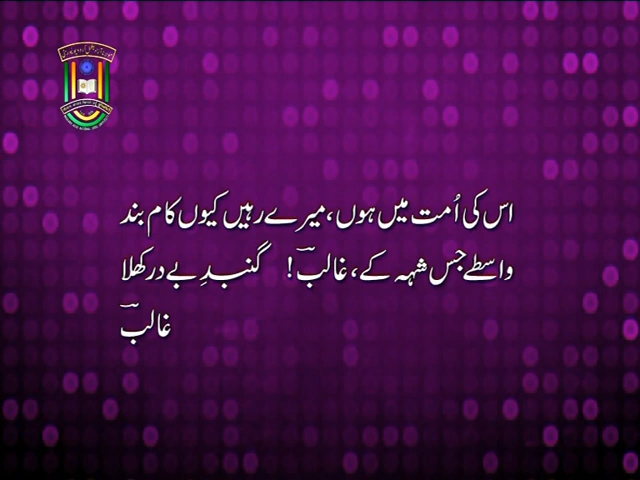 اس کی اُمت میں ہوں، میرے رہیں کیوں کام بند
واسطے جس شہہ کے، غالبؔ! گنبدِ بے در کھلا
غالبؔ